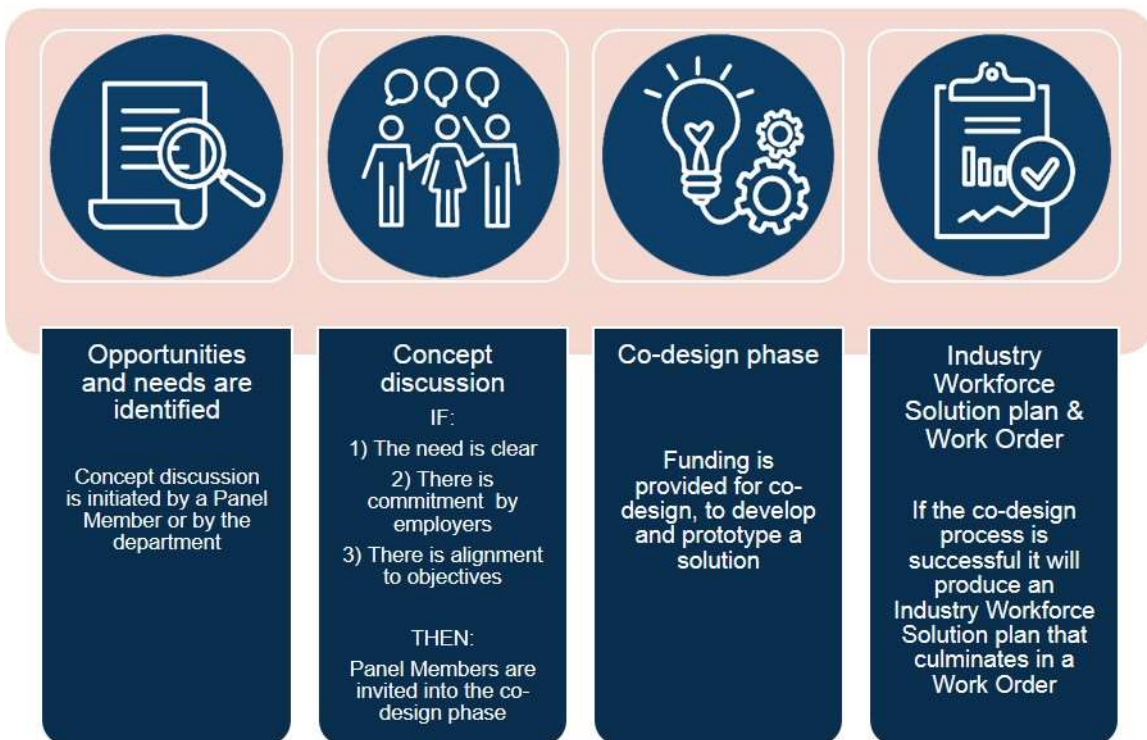 Opportunities
and needs are
identified
Concept discussion
is initiated by a Panel
Member or by the
department
Concept
discussion
IF:
1) The need is clear
2) There is
commitment by
employers
3) There is alignment
to objectives
THEN:
Panel Members are
invited into the co-
design phase
Co-design phase
Funding is
provided for co-
design, to develop
and prototype a
solution
Industry
Workforce
Solution plan &
Work Order
If the co-design
process is
successful it will
produce an
Industry Workforce
Solution plan that
culminates in a
Work Order